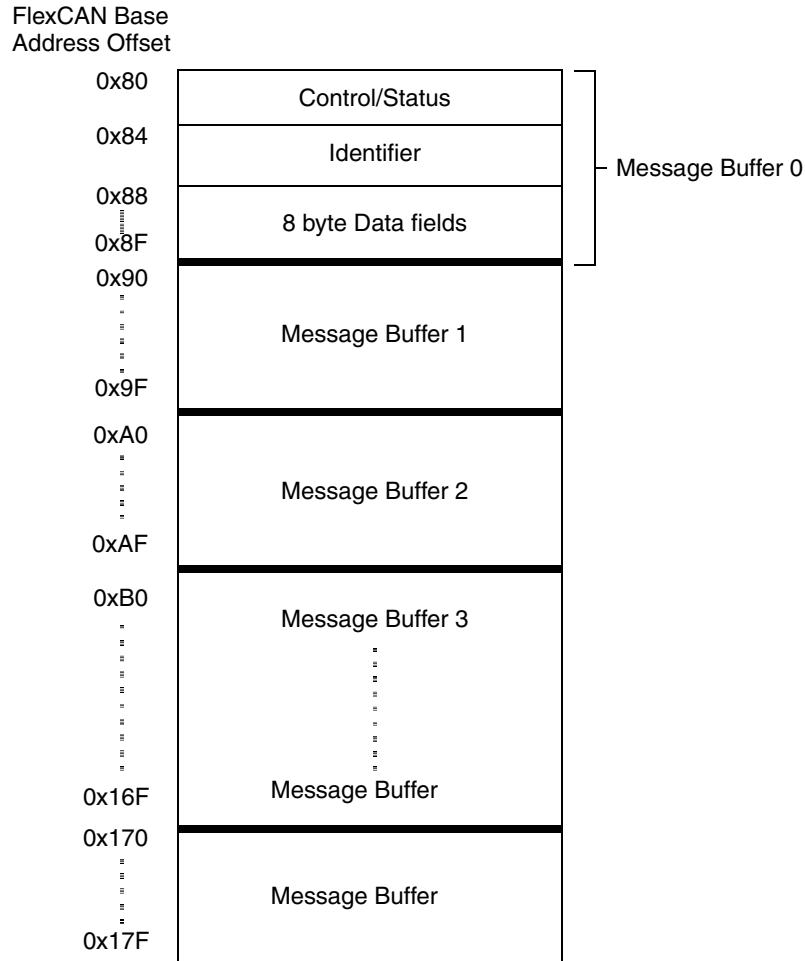 FlexCAN Base
Address Offset
0x80
Control/Status
0x84
Identifier
Message Buffer 0
0x88
8 byte Data fields
0x8F
0x90
Message Buffer 1
0x9F
0xA0
Message Buffer 2
0xAF
0xB0
Message Buffer 3
0x16F
Message Buffer
0x170
Message Buffer
0x17F